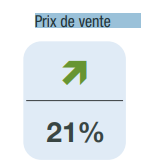 Prix de vente
21%